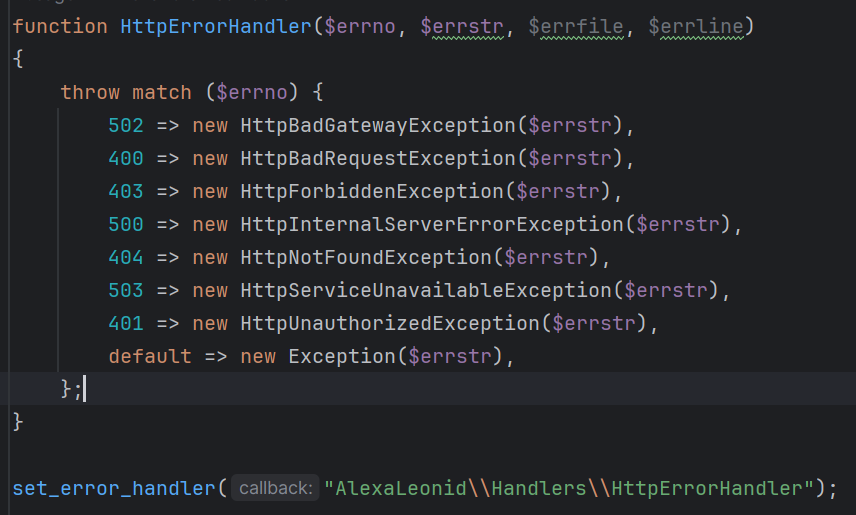 function HttpErrorHandler($errno, $errstr, $errfile, $errline)
{
    throw match ($errno) {
        502 => new HttpBadGatewayException($errstr),
        400 => new HttpBadRequestException($errstr),
        403 => new HttpForbiddenException($errstr),
        500 => new HttpInternalServerErrorException($errstr),
        404 => new HttpNotFoundException($errstr),
        503 => new HttpServiceUnavailableException($errstr),
        401 => new HttpUnauthorizedException($errstr),
        default => new Exception($errstr),
    };
}
set_error_handler( callback: "AlexaLeonid\\Handlers\\HttpErrorHandler");